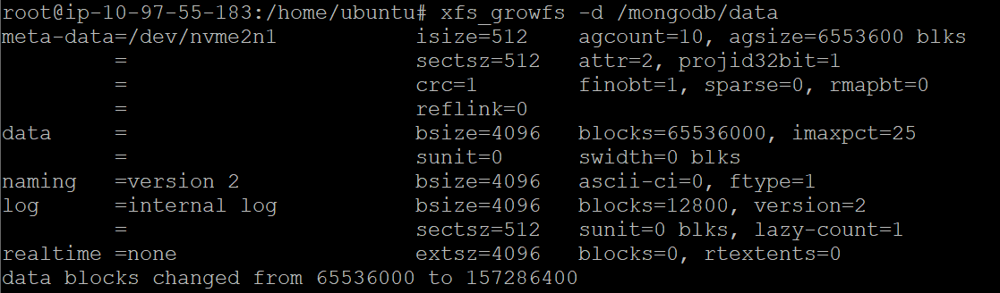 root@ip-10-97-55-183:/home/ubuntu# xfs_growfs -d /mongodb/data
meta-data=/dev/nvme2n1           isize=512    agcount=10, agsize=6553600 blks
         =                       sectsz=512   attr=2, projid32bit=1
         =                       crc=1        finobt=1, sparse=0, rmapbt=0
         =                       reflink=0
data     =                       bsize=4096   blocks=65536000, imaxpct=25
         =                       sunit=0      swidth=0 blks
naming   =version 2              bsize=4096   ascii-ci=0, ftype=1
log      =internal log           bsize=4096   blocks=12800, version=2
         =                       sectsz=512   sunit=0 blks, lazy-count=1
realtime =none                   extsz=4096   blocks=0, rtextents=0
data blocks changed from 65536000 to 157286400